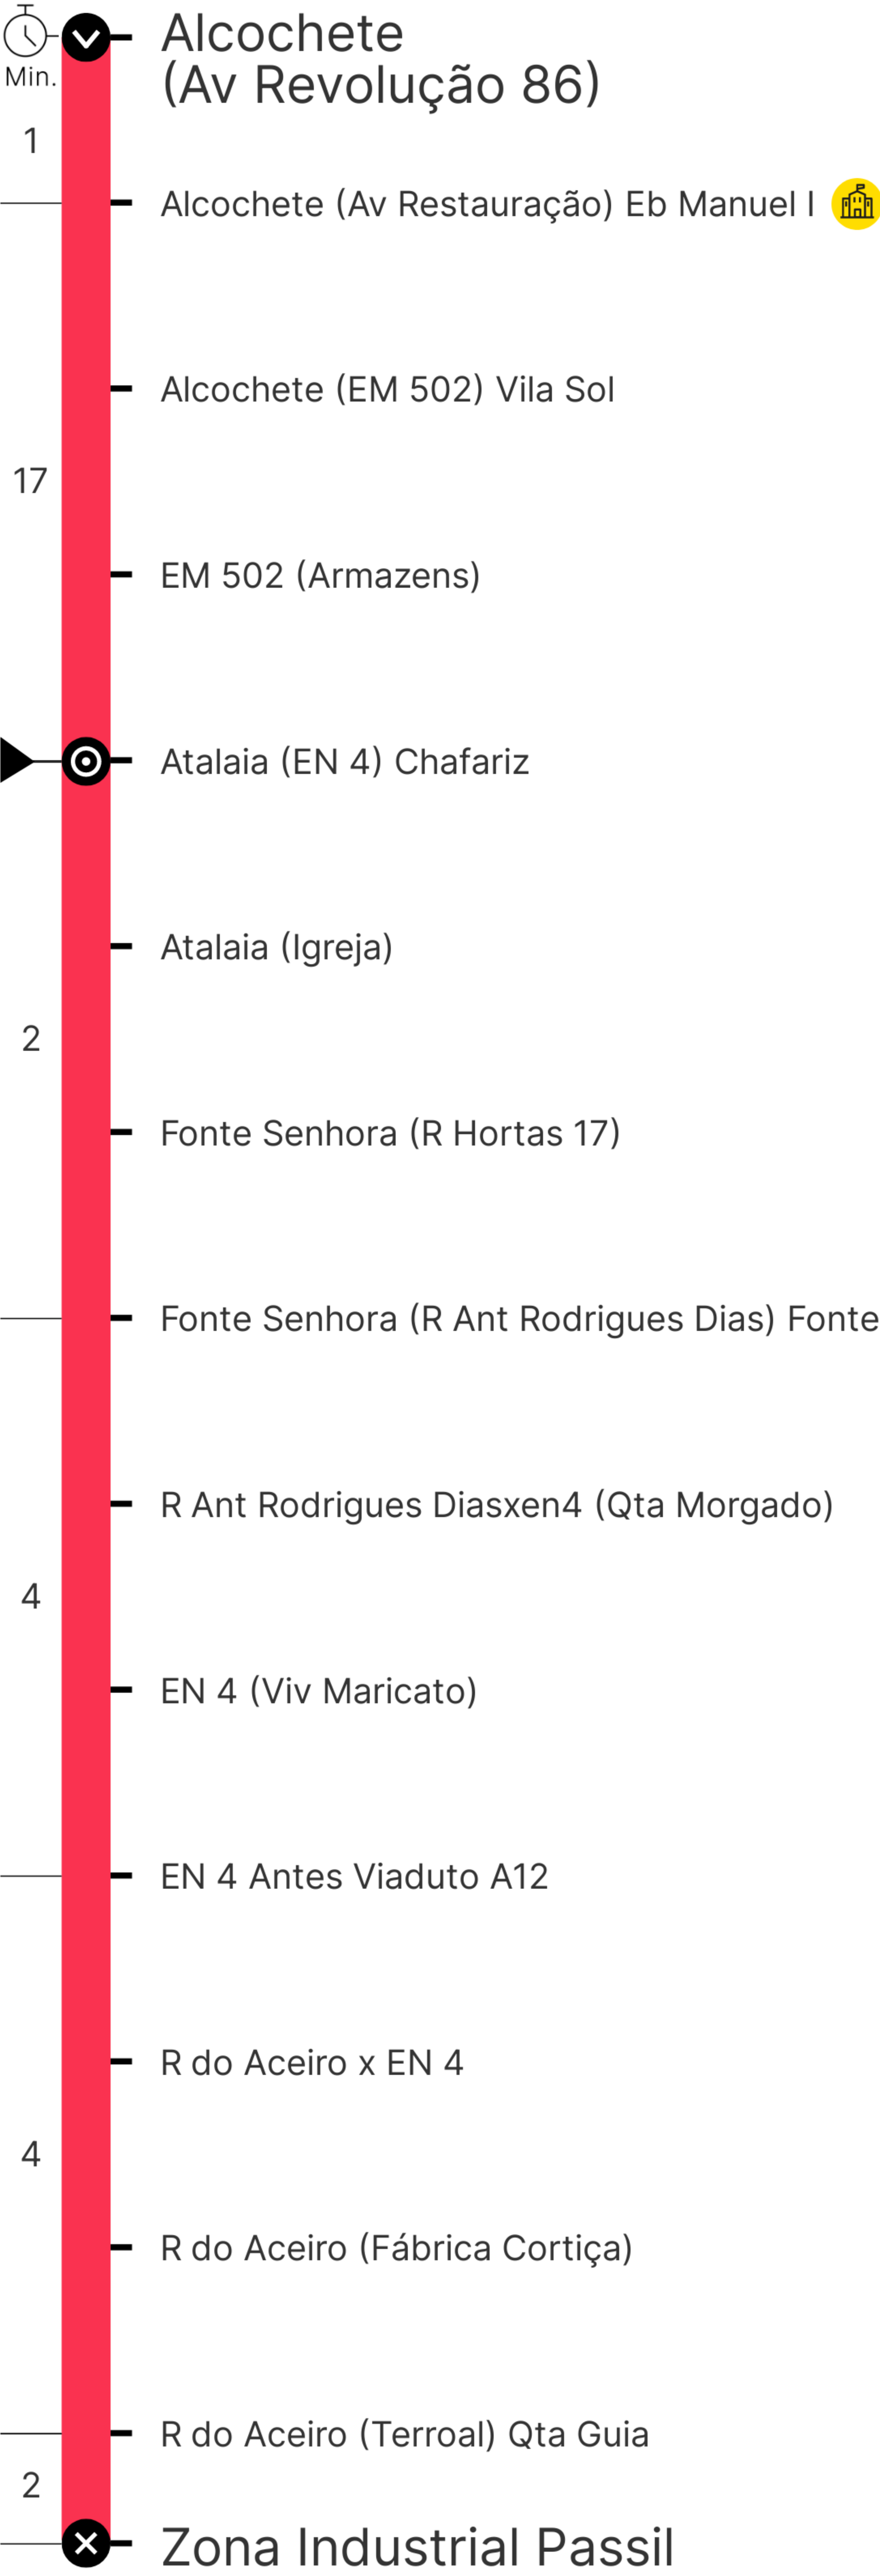 Alcochete
(Av Revolução 86)
Min.
1
Alcochete (Av Restauração) Eb Manuel I
Alcochete (EM 502) Vila Sol
17
EM 502 (Armazens)
Atalaia (EN 4) Chafariz
Atalaia (Igreja)
2
Fonte Senhora (R Hortas 17)
Fonte Senhora (R Ant Rodrigues Dias) Fonte
R Ant Rodrigues Diasxen4 (Qta Morgado)
4
EN 4 (Viv Maricato)
EN 4 Antes Viaduto A12
R do Aceiro x EN 4
4
R do Aceiro (Fábrica Cortiça)
R do Aceiro (Terroal) Qta Guia
2
Zona Industrial Passil